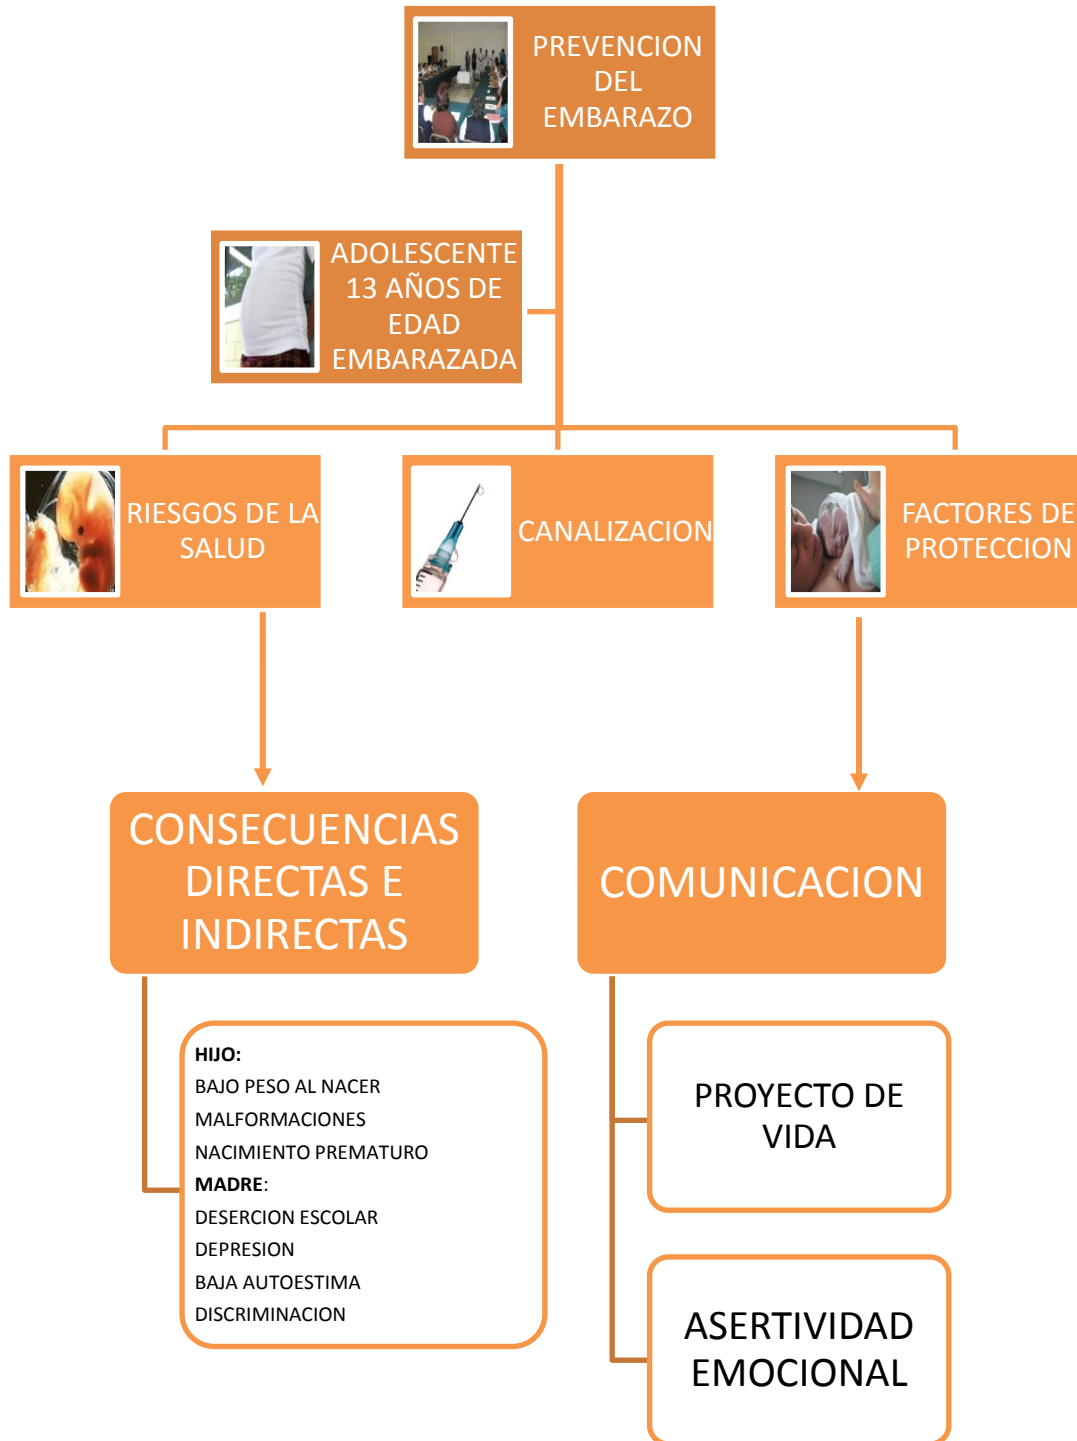 PREVENCION
DEL
EMBARAZO
ADOLESCENTE
13 AÑOS DE
EDAD
EMBARAZADA
RIESGOS DE LA
SALUD
CANALIZACION
FACTORES DE
PROTECCION
CONSECUENCIAS
DIRECTAS E
INDIRECTAS
HIJO:
BAJO PESO AL NACER
MALFORMACIONES
NACIMIENTO PREMATURO
MADRE:
DESERCION ESCOLAR
DEPRESION
BAJA AUTOESTIMA
DISCRIMINACION
COMUNICACION
PROYECTO DE
VIDA
ASERTIVIDAD
EMOCIONAL